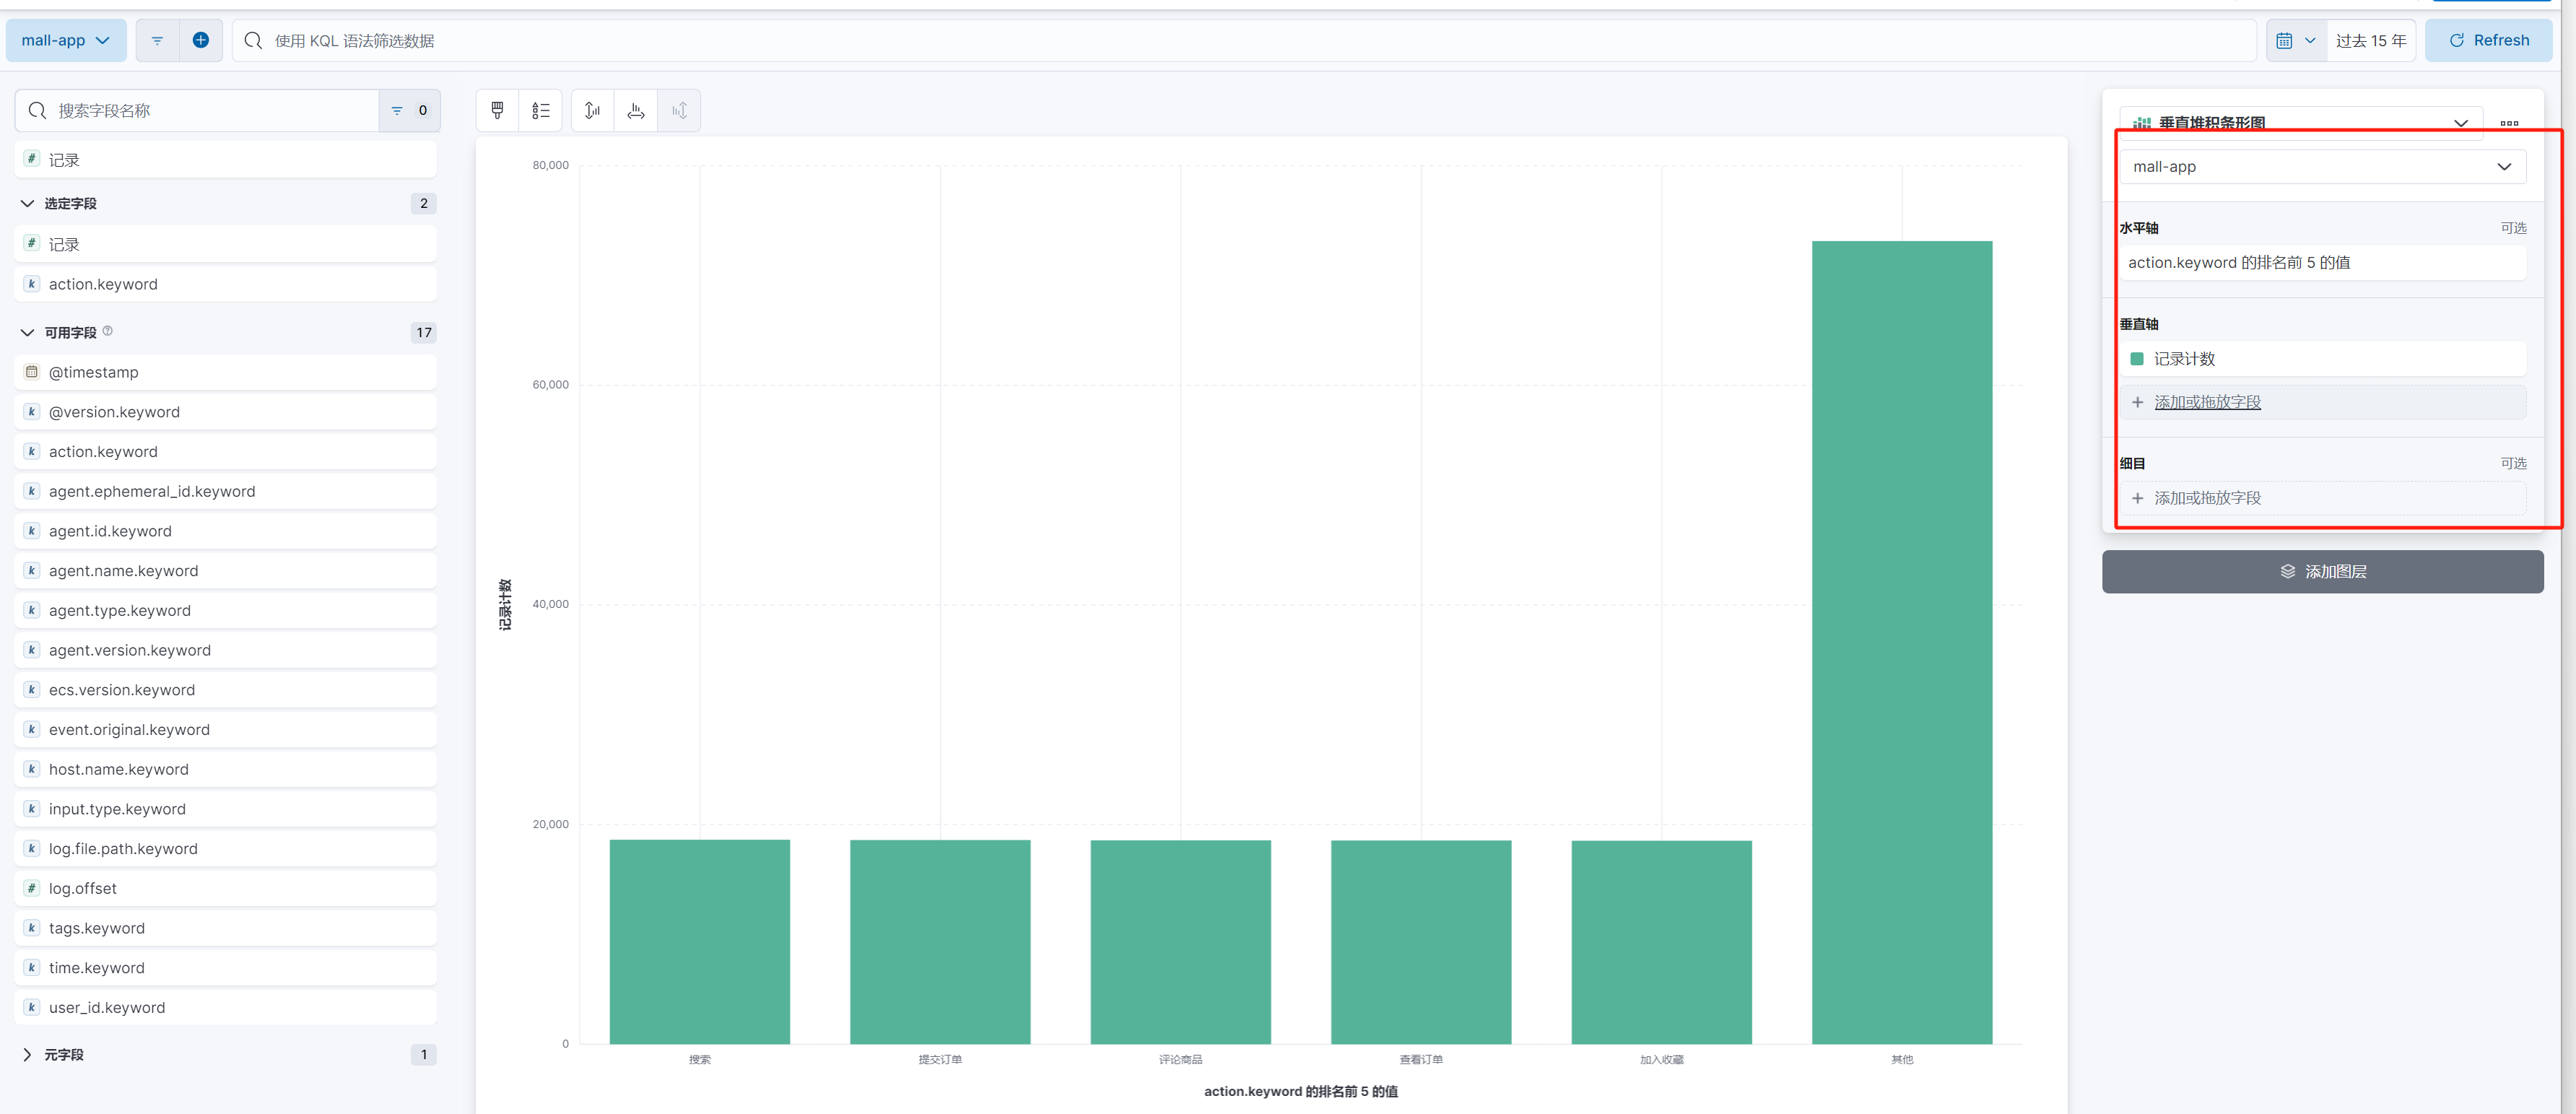 mall-app
使用 KQL 语法筛选数据
过去 15 年
Refresh
搜索字段名称
0
记录
选定字段
2
记录
action.keyword
可用字段
17
@timestamp
@version.keyword
action.keyword
agent.ephemeral_id.keyword
agent.id.keyword
agent.name.keyword
agent.type.keyword
agent.version.keyword
ecs.version.keyword
event.original.keyword
host.name.keyword
input.type.keyword
log.file.path.keyword
log.offset
tags.keyword
time.keyword
user_id.keyword
元字段
1
80,000
60,000
40,000
20,000
0
记录计数
搜索
提交订单
评论商品
查看订单
加入收藏
其他
action.keyword 的排名前 5 的值
垂直堆积条形图
mall-app
水平轴
可选
action.keyword 的排名前 5 的值
垂直轴
记录计数
添加或拖放字段
细目
可选
添加或拖放字段
添加图层